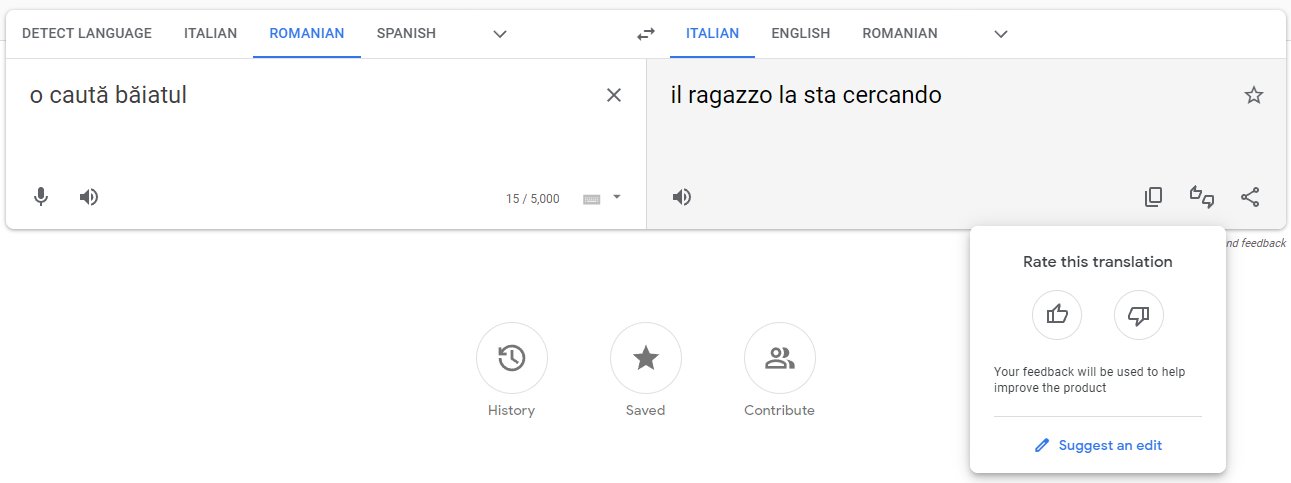 DETECT LANGUAGE ITALIAN ROMANIAN SPANISH ITALIAN ENGLISH ROMANIAN
o caută băiatul
il ragazzo la sta cercando
15 / 5,000
nd feedback
Rate this translation
Your feedback will be used to help
improve the product
Suggest an edit
History Saved Contribute